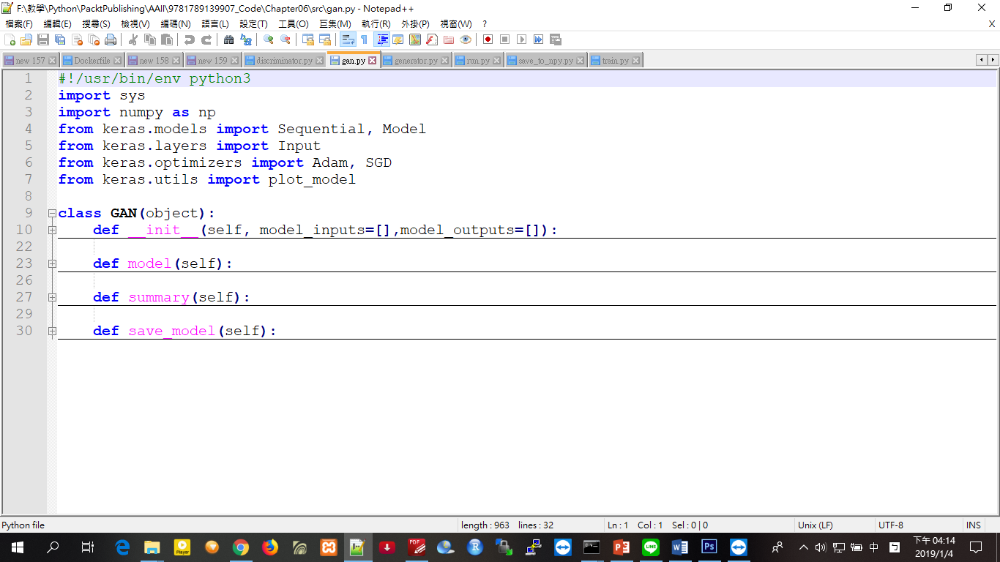 F:\教學\Python\PacktPublishing\AAII\9781789139907_Code\Chapter06\src\gan.py - Notepad++
檔案(F) 編輯(E) 搜尋(S) 檢視(V) 編碼(N) 語言(L) 設定(T) 工具(O) 巨集(M) 執行(R) 外掛(P) 視窗(W) ? X
new 157 Dockerfile new 158 new 159 discriminator.py gan.py generator.py run.py save_to_npy.py train.py
1 #!/usr/bin/env python3
2 import sys
3 import numpy as np
4 from keras.models import Sequential, Model
5 from keras.layers import Input
6 from keras.optimizers import Adam, SGD
7 from keras.utils import plot_model
8
9 class GAN(object):
10 def __init__(self, model_inputs=[],model_outputs=[]):
22
23 def model(self):
26
27 def summary(self):
29
30 def save_model(self):
Python file length : 963 lines : 32 Ln : 1 Col : 1 Sel : 0 | 0 Unix (LF) UTF-8 INS
Player PDF R LINE W Ps 中 下午 04:14
2019/1/4